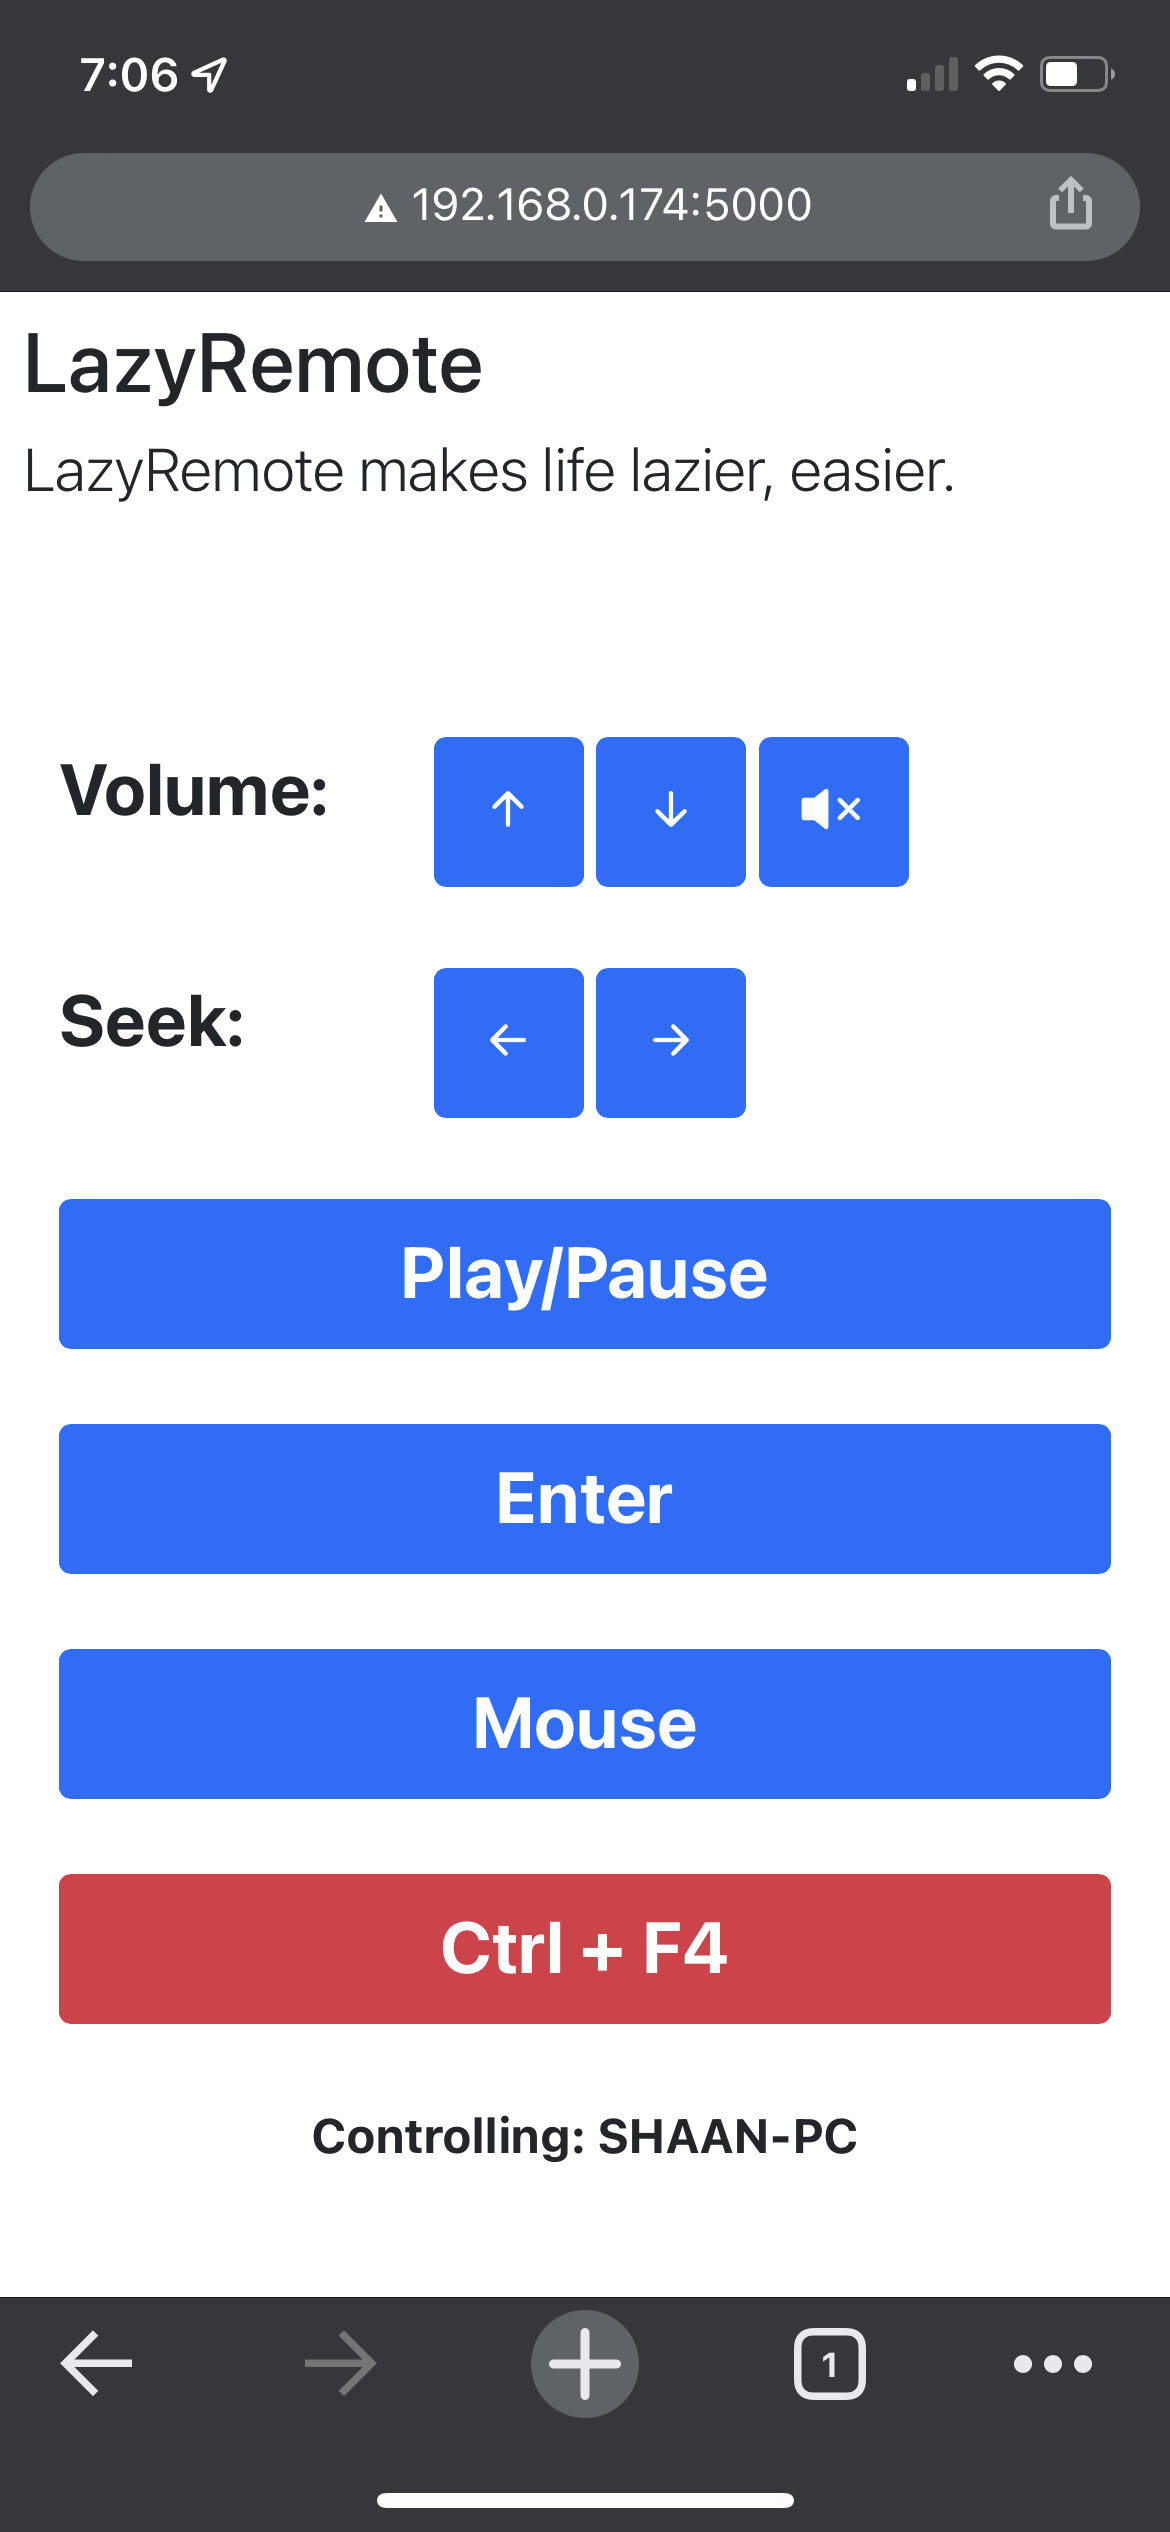 7:06
192.168.0.174:5000
LazyRemote
LazyRemote makes life lazier, easier.
Volume:
Seek:
Play/Pause
Enter
Mouse
Ctrl + F4
Controlling: SHAAN-PC
1